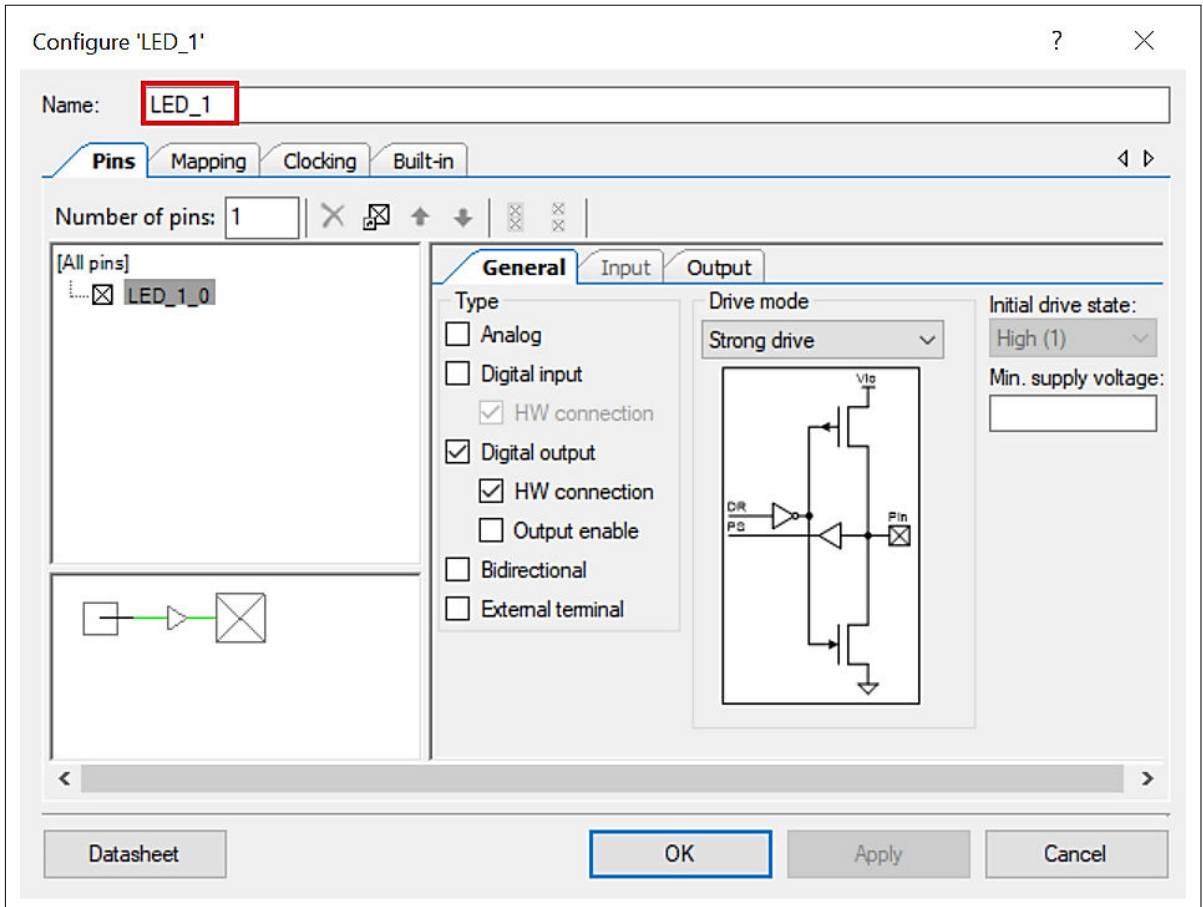 Configure 'LED_1'
?
Name:
LED_1
Pins
Mapping
Clocking
Built-in
Number of pins:
1
[All pins]
LED_1_0
General
Input
Output
Type
Analog
Digital input
HW connection
Digital output
HW connection
Output enable
Bidirectional
External terminal
Drive mode
Strong drive
Vio
DR
PS
Pin
Initial drive state:
High (1)
Min. supply voltage:
Datasheet
OK
Apply
Cancel